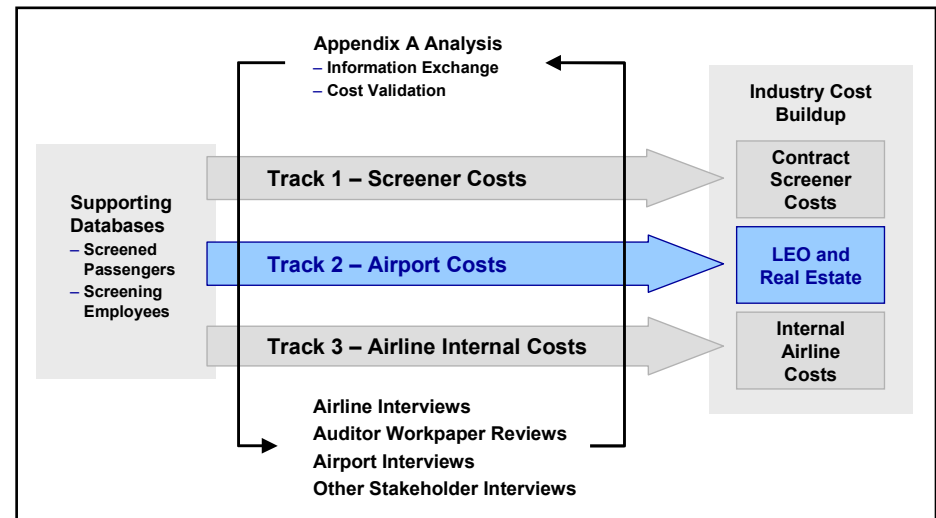 Appendix A Analysis
– Information Exchange
– Cost Validation
Supporting
Databases
– Screened
Passengers
– Screening
Employees
Track 1 – Screener Costs
Track 2 – Airport Costs
Track 3 – Airline Internal Costs
Airline Interviews
Auditor Workpaper Reviews
Airport Interviews
Other Stakeholder Interviews
Industry Cost
Buildup
Contract
Screener
Costs
LEO and
Real Estate
Internal
Airline
Costs